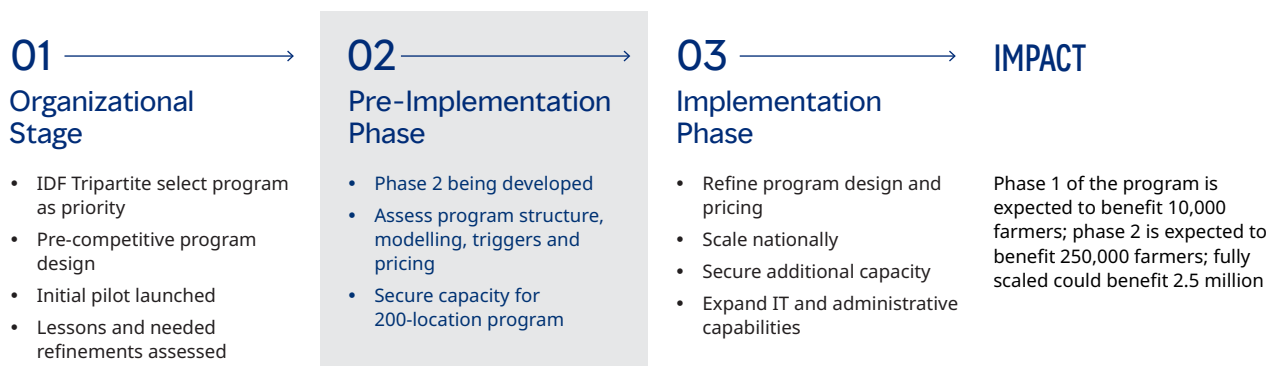 01
Organizational
Stage
• IDF Tripartite select program
as priority
• Pre-competitive program
design
• Initial pilot launched
• Lessons and needed
refinements assessed
02
Pre-Implementation
Phase
• Phase 2 being developed
• Assess program structure,
modelling, triggers and
pricing
• Secure capacity for
200-location program
03
Implementation
Phase
• Refine program design and
pricing
• Scale nationally
• Secure additional capacity
• Expand IT and administrative
capabilities
IMPACT
Phase 1 of the program is
expected to benefit 10,000
farmers; phase 2 is expected to
benefit 250,000 farmers; fully
scaled could benefit 2.5 million